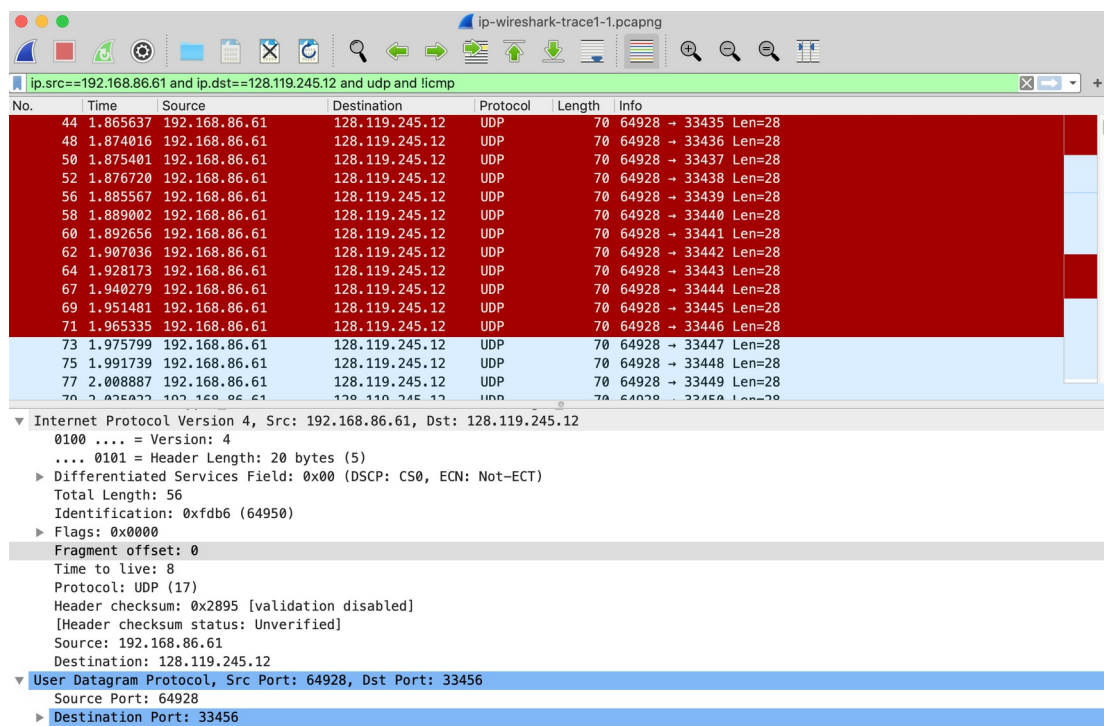 ip-wireshark-trace1-1.pcapng
ip.src==192.168.86.61 and ip.dst==128.119.245.12 and udp and !icmp
No. Time Source Destination Protocol Length Info
44 1.865637 192.168.86.61 128.119.245.12 UDP 70 64928 → 33435 Len=28
48 1.874016 192.168.86.61 128.119.245.12 UDP 70 64928 → 33436 Len=28
50 1.875401 192.168.86.61 128.119.245.12 UDP 70 64928 → 33437 Len=28
52 1.876720 192.168.86.61 128.119.245.12 UDP 70 64928 → 33438 Len=28
56 1.885567 192.168.86.61 128.119.245.12 UDP 70 64928 → 33439 Len=28
58 1.889002 192.168.86.61 128.119.245.12 UDP 70 64928 → 33440 Len=28
60 1.892656 192.168.86.61 128.119.245.12 UDP 70 64928 → 33441 Len=28
62 1.907036 192.168.86.61 128.119.245.12 UDP 70 64928 → 33442 Len=28
64 1.928173 192.168.86.61 128.119.245.12 UDP 70 64928 → 33443 Len=28
67 1.940279 192.168.86.61 128.119.245.12 UDP 70 64928 → 33444 Len=28
69 1.951481 192.168.86.61 128.119.245.12 UDP 70 64928 → 33445 Len=28
71 1.965335 192.168.86.61 128.119.245.12 UDP 70 64928 → 33446 Len=28
73 1.975799 192.168.86.61 128.119.245.12 UDP 70 64928 → 33447 Len=28
75 1.991739 192.168.86.61 128.119.245.12 UDP 70 64928 → 33448 Len=28
77 2.008887 192.168.86.61 128.119.245.12 UDP 70 64928 → 33449 Len=28
Internet Protocol Version 4, Src: 192.168.86.61, Dst: 128.119.245.12
0100 .... = Version: 4
.... 0101 = Header Length: 20 bytes (5)
Differentiated Services Field: 0x00 (DSCP: CS0, ECN: Not-ECT)
Total Length: 56
Identification: 0xfdb6 (64950)
Flags: 0x0000
Fragment offset: 0
Time to live: 8
Protocol: UDP (17)
Header checksum: 0x2895 [validation disabled]
[Header checksum status: Unverified]
Source: 192.168.86.61
Destination: 128.119.245.12
User Datagram Protocol, Src Port: 64928, Dst Port: 33456
Source Port: 64928
Destination Port: 33456